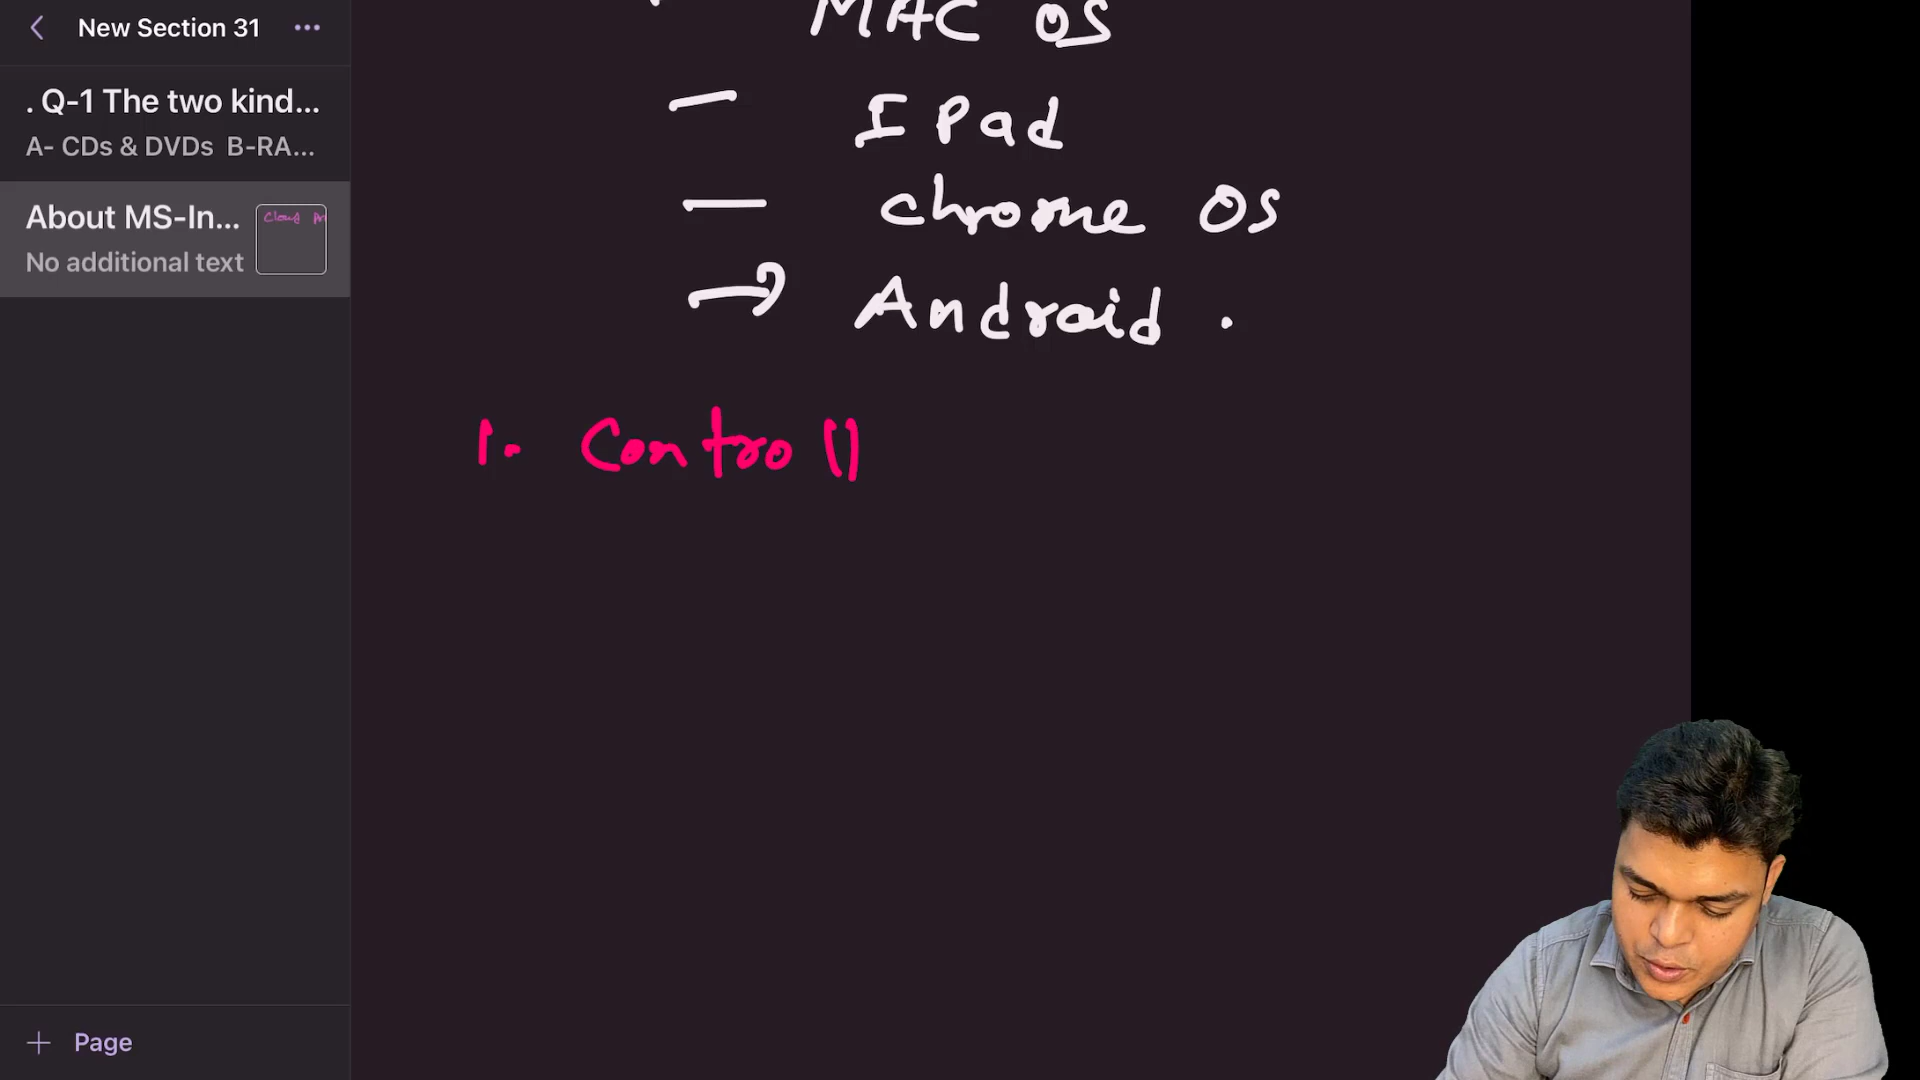 New Section 31
. Q-1 The two kind...
A- CDs & DVDs B-RA...
About MS-In...
No additional text
Page
MAC OS
– I Pad
– chrome OS
→ Android .
1. Controll